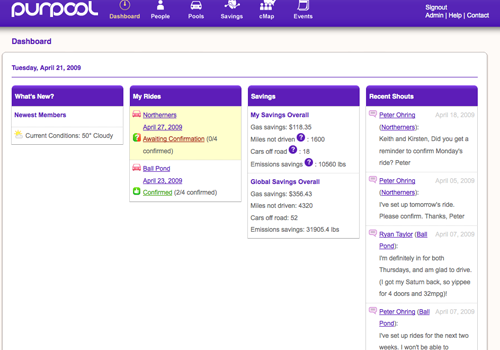 purpool
Dashboard
People
Pools
Savings
cMap
Events
Signout
Admin | Help | Contact
Dashboard
Tuesday, April 21, 2009
What's New?
Newest Members
Current Conditions: 50° Cloudy
My Rides
Northerners
April 27, 2009
Awaiting Confirmation (0/4
confirmed)
Ball Pond
April 23, 2009
Confirmed (2/4 confirmed)
Savings
My Savings Overall
Gas savings: $118.35
Miles not driven ? : 1600
Cars off road ? : 18
Emissions savings ? : 10560 lbs
Global Savings Overall
Gas savings: $356.43
Miles not driven: 4320
Cars off road: 52
Emissions savings: 31905.4 lbs
Recent Shouts
Peter Ohring April 18, 2009
(Northerners):
Keith and Kirsten, Did you get a
reminder to confirm Monday's
ride? Peter
Peter Ohring April 05, 2009
(Northerners):
I've set up tomorrow's ride.
Please confirm. Thanks, Peter
Ryan Taylor (Ball April 07, 2009
Pond):
I'm definitely in for both
Thursdays, and am glad to drive.
(I got my Saturn back, so yippee
for 4 doors and 32mpg)!
Peter Ohring (Ball April 07, 2009
Pond):
I've set up rides for the next two
weeks. I won't be able to